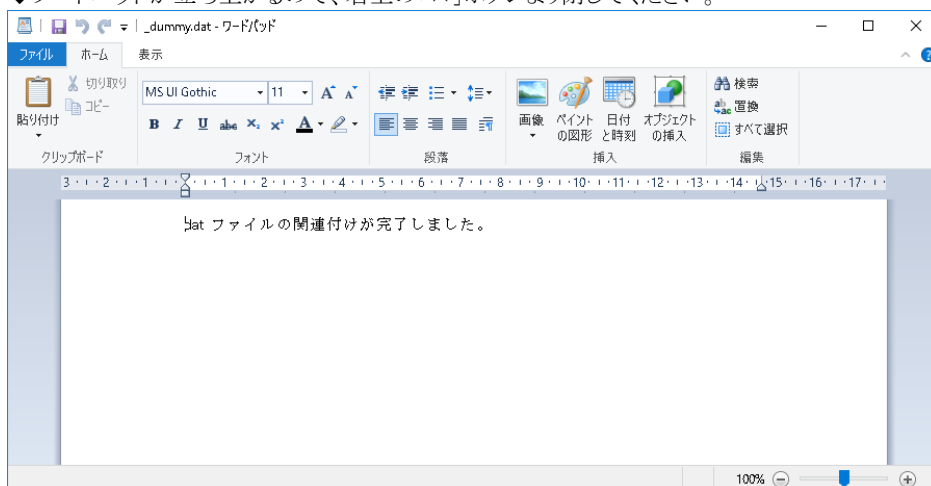 ◆ワードパッドが立ち上がるので、右上の「×」ボタンより閉じてください。
_dummy.dat - ワードパッド
ファイル ホーム 表示
貼り付け
切り取り
コピー
クリップボード
MS UI Gothic 11
B I U abc X₂ X² A
フォント
段落
画像
ペイントの図形
日付と時刻
オブジェクトの挿入
挿入
検索
置換
すべて選択
編集
3 2 1 1 2 3 4 5 6 7 8 9 10 11 12 13 14 15 16 17
dat ファイルの関連付けが完了しました。
100%